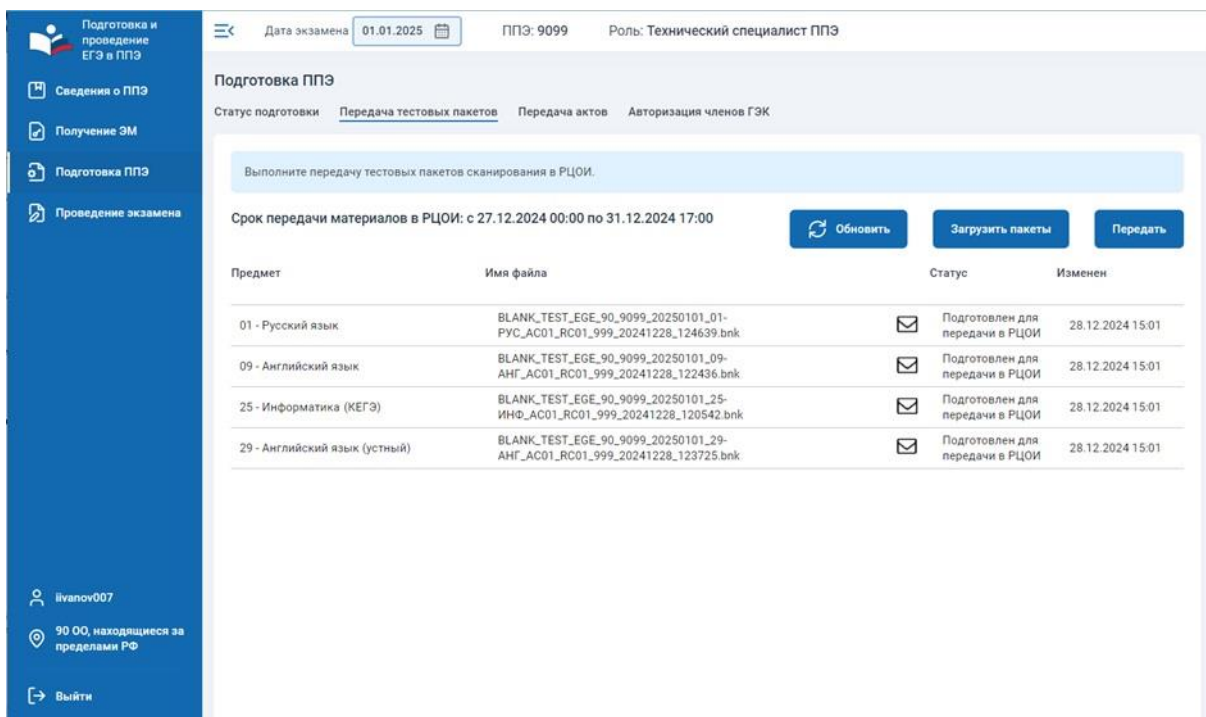 Подготовка и
проведение
ЕГЭ в ППЭ
Сведения о ППЭ
Получение ЭМ
Подготовка ППЭ
Проведение экзамена
iivanov007
90 ОО, находящиеся за
пределами РФ
Выйти
Дата экзамена 01.01.2025 ППЭ: 9099 Роль: Технический специалист ППЭ
Подготовка ППЭ
Статус подготовки Передача тестовых пакетов Передача актов Авторизация членов ГЭК
Выполните передачу тестовых пакетов сканирования в РЦОИ.
Срок передачи материалов в РЦОИ: с 27.12.2024 00:00 по 31.12.2024 17:00
Обновить Загрузить пакеты Передать
Предмет Имя файла Статус Изменен
01 - Русский язык
BLANK_TEST_EGE_90_9099_20250101_01-
РУС_AC01_RC01_999_20241228_124639.bnk
Подготовлен для
передачи в РЦОИ
28.12.2024 15:01
09 - Английский язык
BLANK_TEST_EGE_90_9099_20250101_09-
АНГ_AC01_RC01_999_20241228_122436.bnk
Подготовлен для
передачи в РЦОИ
28.12.2024 15:01
25 - Информатика (КЕГЭ)
BLANK_TEST_EGE_90_9099_20250101_25-
ИНФ_AC01_RC01_999_20241228_120542.bnk
Подготовлен для
передачи в РЦОИ
28.12.2024 15:01
29 - Английский язык (устный)
BLANK_TEST_EGE_90_9099_20250101_29-
АНГ_AC01_RC01_999_20241228_123725.bnk
Подготовлен для
передачи в РЦОИ
28.12.2024 15:01